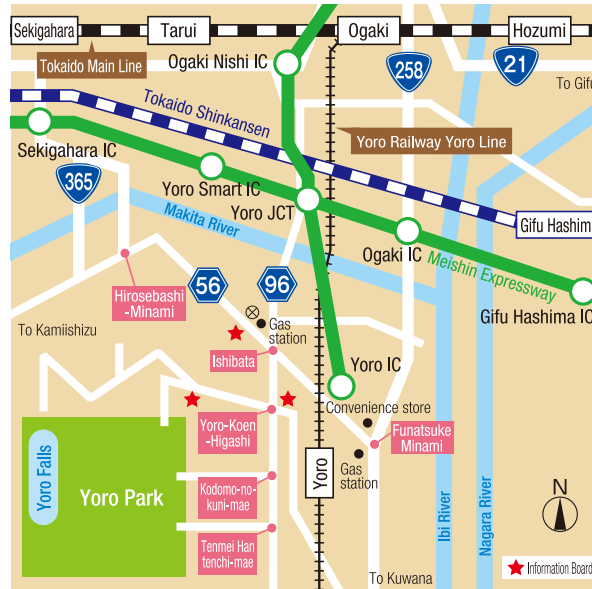 Sekigahara
Tarui
Ogaki
Hozumi
Tokaido Main Line
Ogaki Nishi IC
258
21
To Gifu
Tokaido Shinkansen
Yoro Railway Yoro Line
Sekigahara IC
365
Yoro Smart IC
Yoro JCT
Makita River
Gifu Hashima
Ogaki IC
Meishin Expressway
Gifu Hashima IC
Hirosebashi
-Minami
56
96
To Kamiishizu
Gas
station
Ishibata
Yoro IC
Convenience store
Yoro-Koen
-Higashi
Funatsuke
Minami
Gas
station
Yoro Falls
Yoro Park
Kodomo-no-
kuni-mae
Yoro
Tenmei Han
tenchi-mae
Ibi River
Nagara River
N
To Kuwana
Information Board